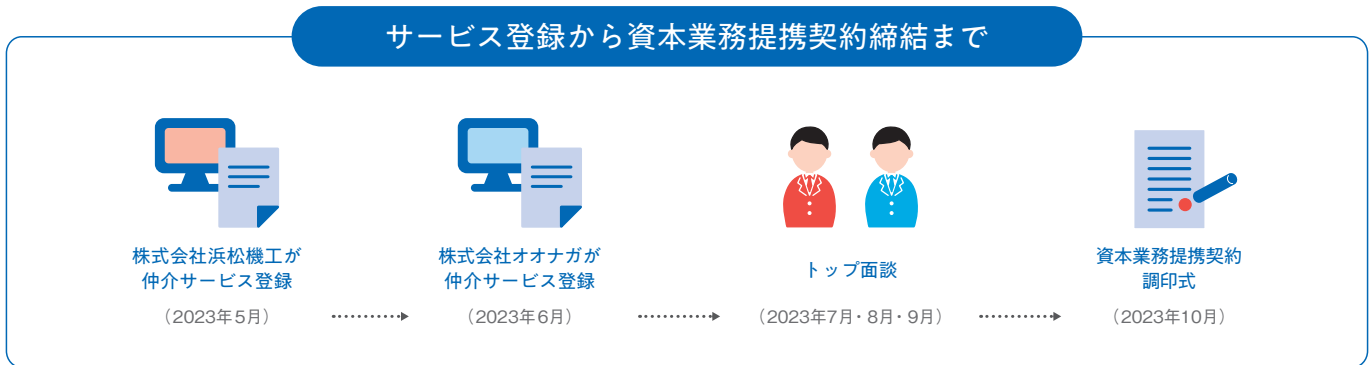 サービス登録から資本業務提携契約締結まで
株式会社浜松機工が
仲介サービス登録
(2023年5月)
株式会社オオナガが
仲介サービス登録
(2023年6月)
トップ面談
(2023年7月・8月・9月)
資本業務提携契約
調印式
(2023年10月)